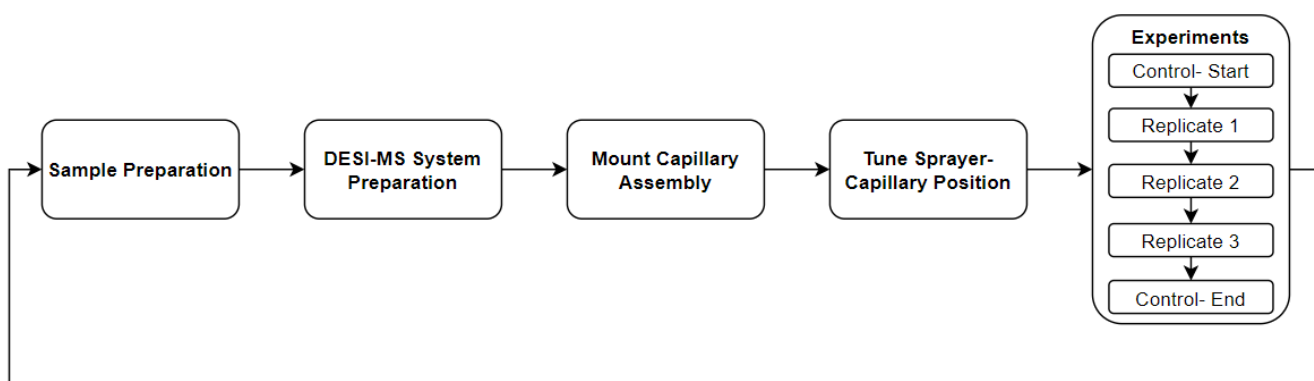 Sample Preparation
DESI-MS System
Preparation
Mount Capillary
Assembly
Tune Sprayer-
Capillary Position
Experiments
Control- Start
Replicate 1
Replicate 2
Replicate 3
Control- End